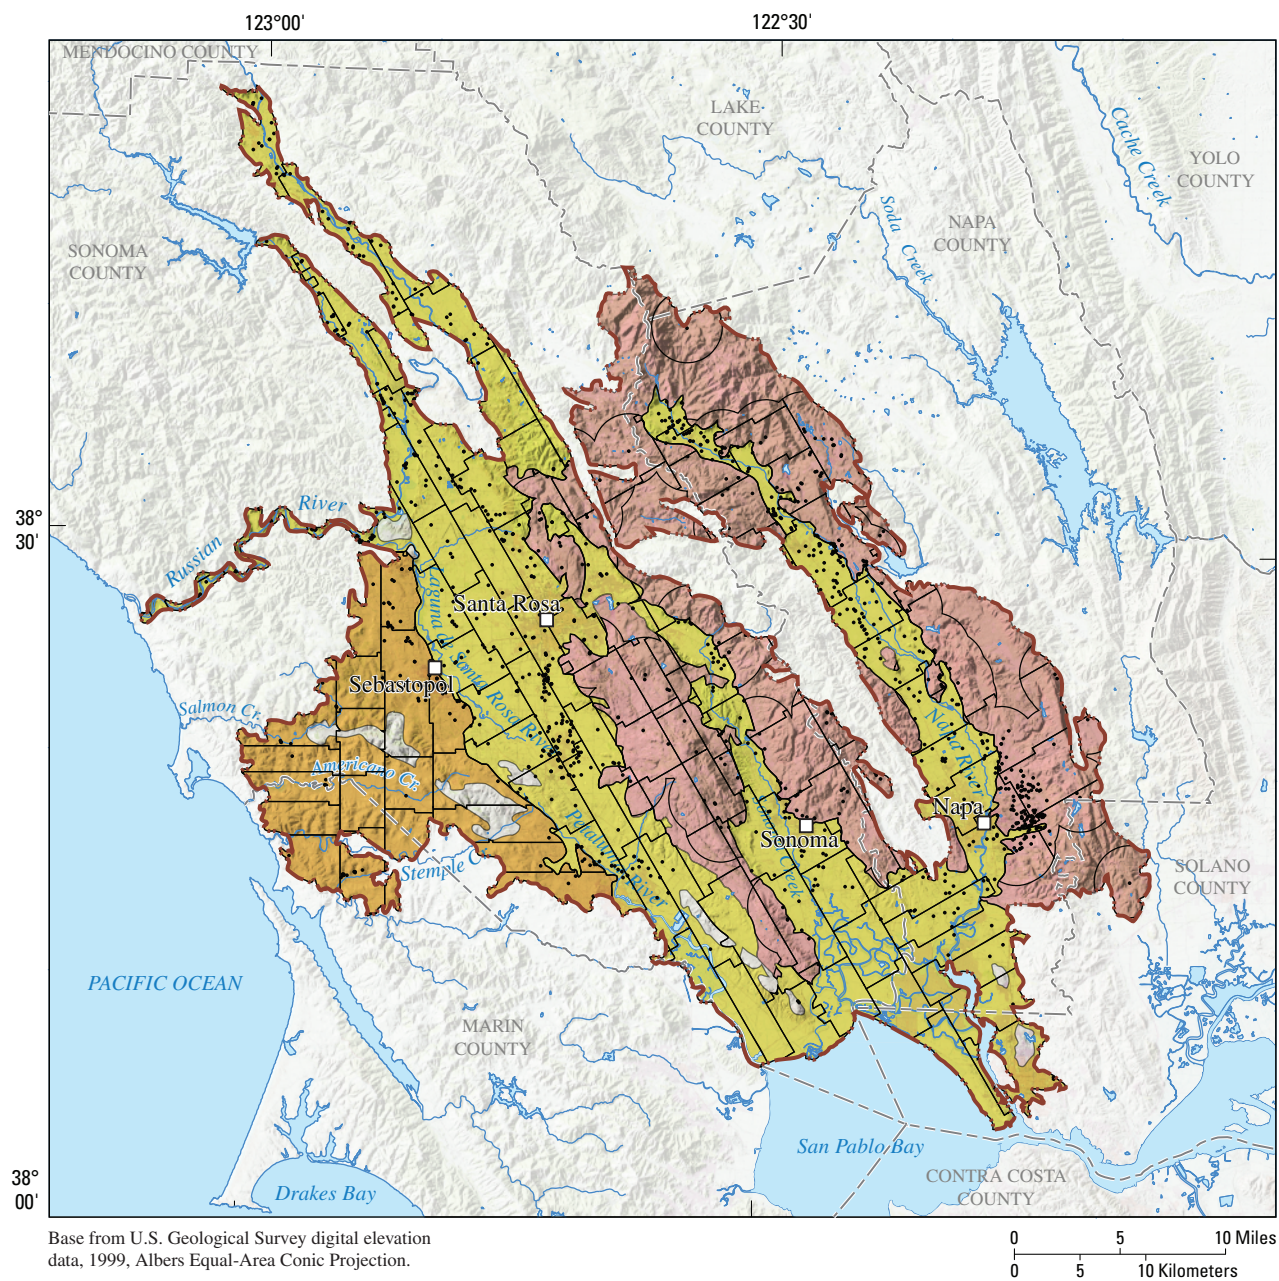 123°00'
122°30'
MENDOCINO COUNTY
LAKE
COUNTY
Cache Creek
YOLO
COUNTY
Soda Creek
NAPA
COUNTY
SONOMA
COUNTY
38°
30'
River
Russian
Laguna de Santa Rosa River
Santa Rosa
Sebastopol
Salmon Cr.
Americano Cr.
Napa River
Napa
Sonoma
Sonoma Creek
Petaluma River
Stemple Cr.
SOLANO
COUNTY
PACIFIC OCEAN
MARIN
COUNTY
San Pablo Bay
CONTRA COSTA
COUNTY
Drakes Bay
38°
00'
Base from U.S. Geological Survey digital elevation
data, 1999, Albers Equal-Area Conic Projection.
0 5 10 Miles
0 5 10 Kilometers